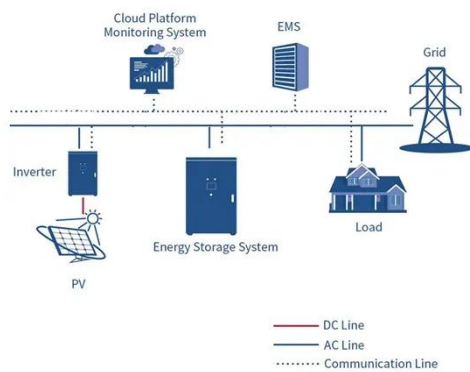 Cloud Platform
Monitoring System
EMS
Grid
Inverter
Energy Storage System
Load
PV
DC Line
AC Line
Communication Line